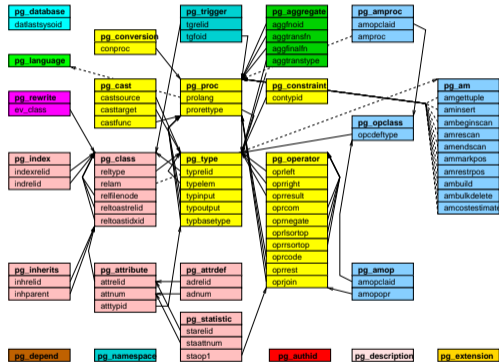 pg_database
datlastsysoid
pg_language
pg_rewrite
ev_class
pg_index
indexrelid
indrelid
pg_inherits
inhrelid
inhparent
pg_depend
pg_conversion
conproc
pg_cast
castsource
casttarget
castfunc
pg_class
reltype
relam
relfilenode
reltoastrelid
reltoastidxid
pg_attribute
attrelid
attnum
atttypid
pg_namespace
pg_trigger
tgrelid
tgfoid
pg_proc
prolang
prorettype
pg_type
typrelid
typelem
typinput
typoutput
typbasetype
pg_attrdef
adrelid
adnum
pg_statistic
starelid
staattnum
staop1
pg_aggregate
aggfnoid
aggtransfn
aggfinalfn
aggtranstype
pg_constraint
contypid
pg_operator
oprleft
oprright
oprresult
oprcom
oprnegate
oprlsortop
oprrsortop
oprcode
oprrest
oprjoin
pg_authid
pg_amproc
amopclaid
amproc
pg_opclass
opcdeftype
pg_amop
amopclaid
amopopr
pg_description
pg_am
amgettuple
aminsert
ambeginscan
amrescan
amendscan
ammarkpos
amrestrpos
ambuild
ambulkdelete
amcostestimate
pg_extension